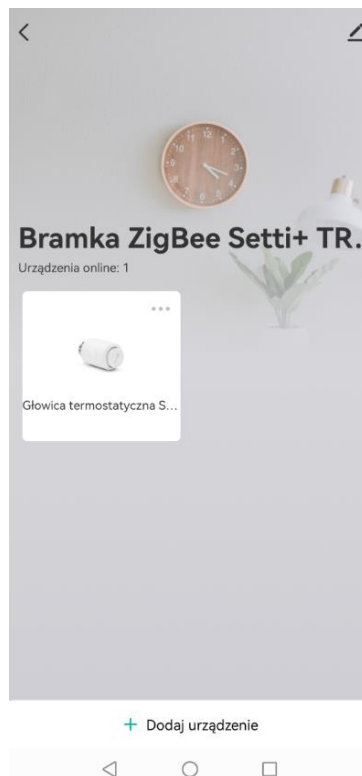 Bramka ZigBee Setti+ TR.
Urządzenia online: 1
Głowica termostatyczna S...
+ Dodaj urządzenie